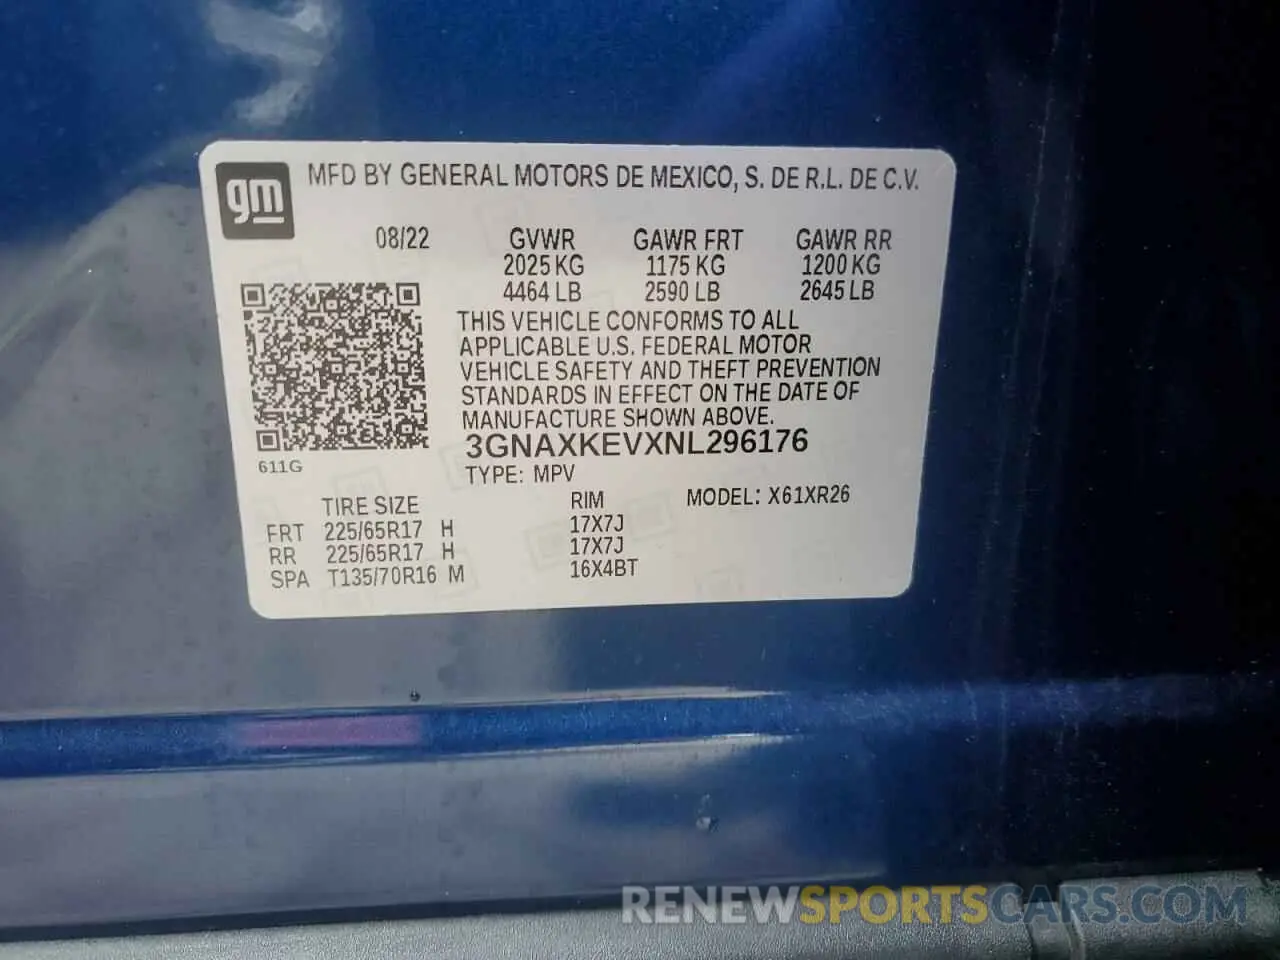 gm
MFD BY GENERAL MOTORS DE MEXICO, S. DE R.L. DE C.V.
08/22 GVWR GAWR FRT GAWR RR
2025 KG 1175 KG 1200 KG
4464 LB 2590 LB 2645 LB
THIS VEHICLE CONFORMS TO ALL
APPLICABLE U.S. FEDERAL MOTOR
VEHICLE SAFETY AND THEFT PREVENTION
STANDARDS IN EFFECT ON THE DATE OF
MANUFACTURE SHOWN ABOVE.
3GNAXKEVXNL296176
611G
TYPE: MPV
TIRE SIZE RIM MODEL: X61XR26
FRT 225/65R17 H 17X7J
RR 225/65R17 H 17X7J
SPA T135/70R16 M 16X4BT
RENEWSPORTSCARS.COM